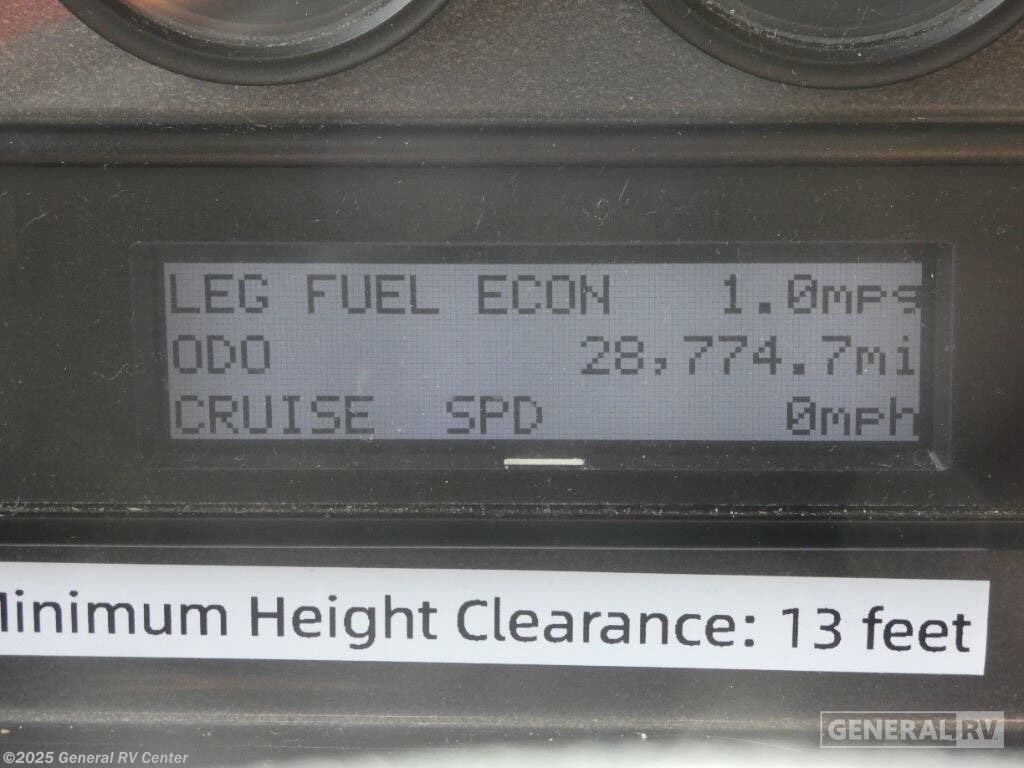 LEG FUEL ECON 1.0mpg
ODO 28,774.7mi
CRUISE SPD 0mph
Minimum Height Clearance: 13 feet
GENERAL RV
©2025 General RV Center